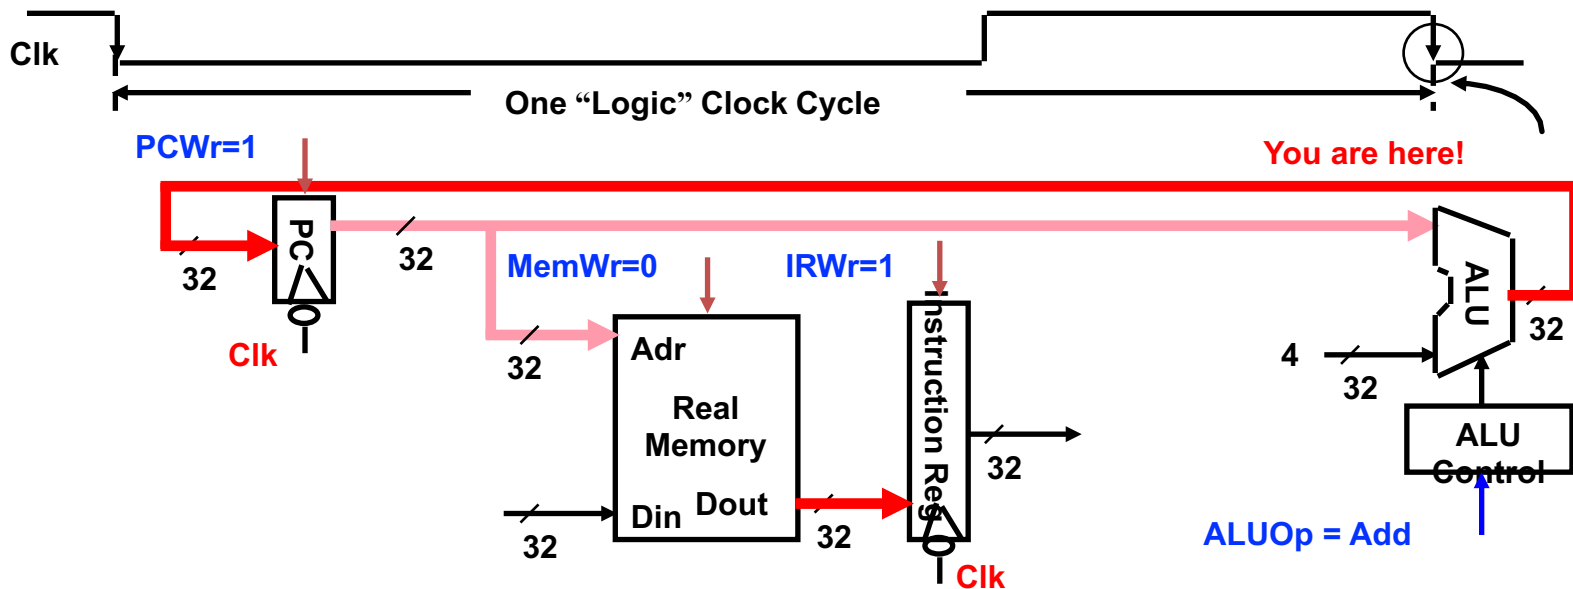 Clk
One “Logic” Clock Cycle
PCWr=1
You are here!
PC
32
32
MemWr=0
IRWr=1
ALU
32
Clk
32
Adr
4
32
Real
Memory
Instruction Reg
ALU
Control
32
Din
Dout
32
32
ALUOp = Add
Clk